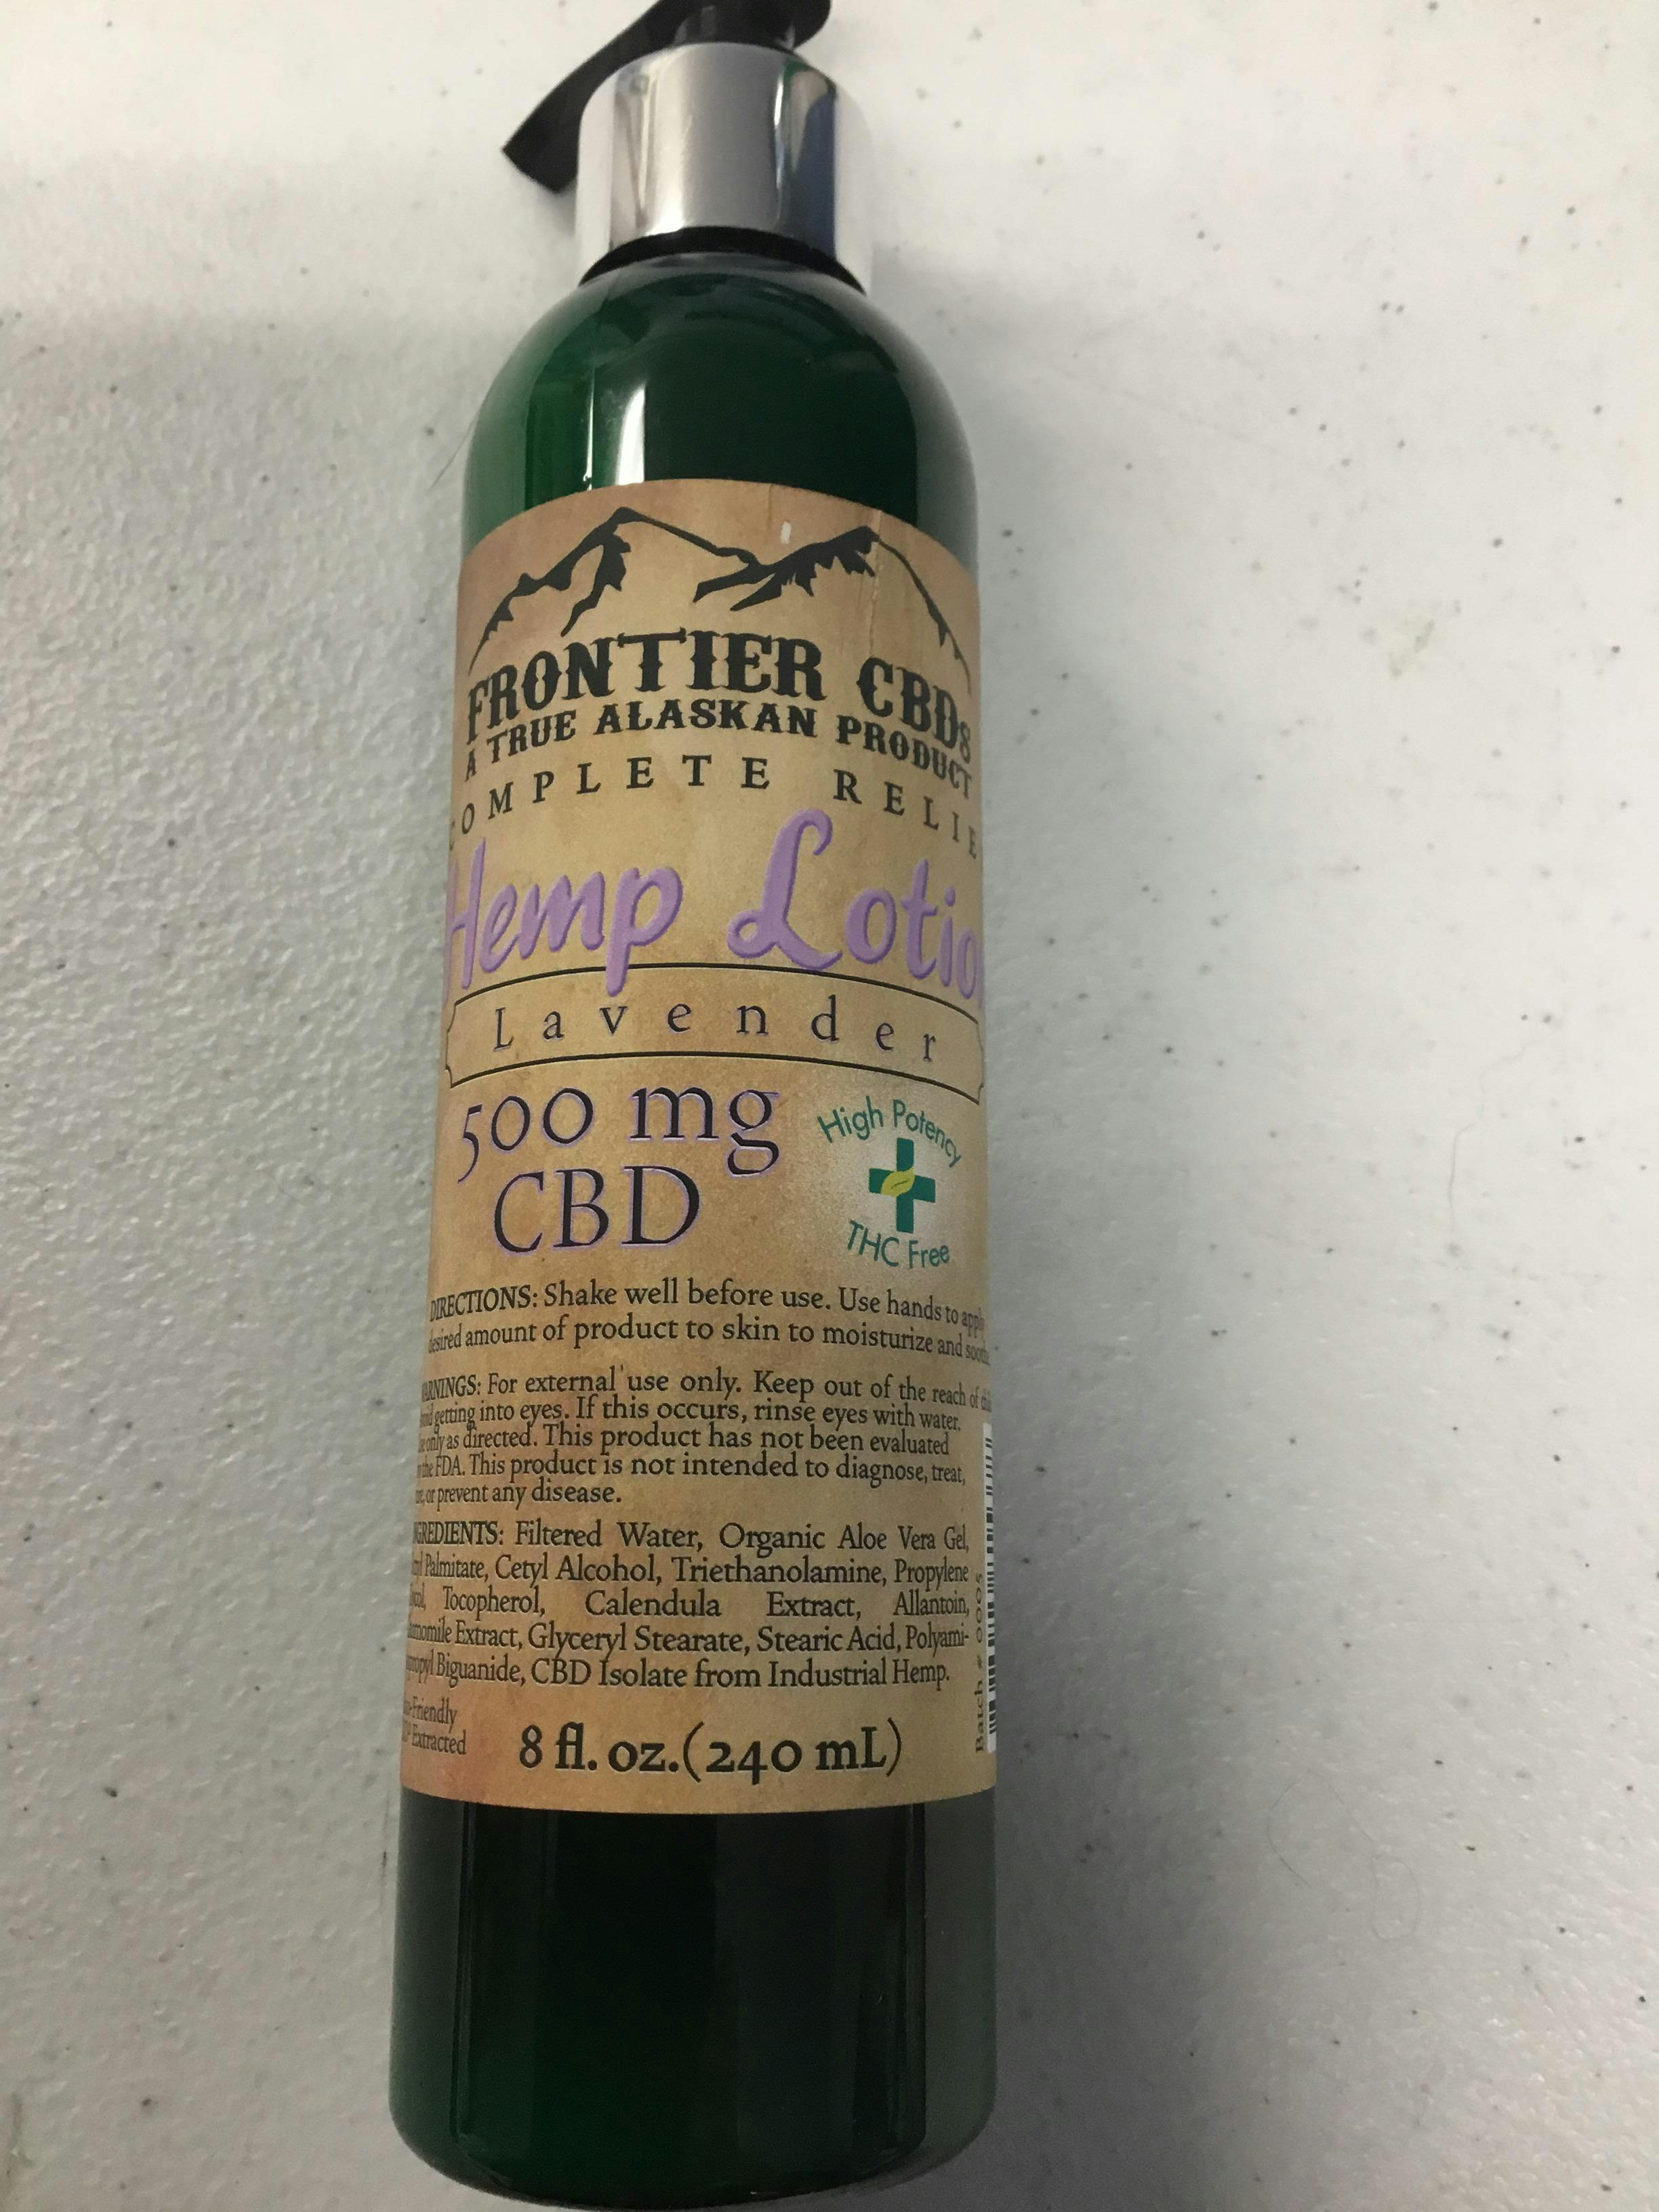 FRONTIER CBDs
A TRUE ALASKAN PRODUCT
COMPLETE RELIE
Hemp Lotio
Lavender
500 mg
CBD
High Potency
THC Free
DIRECTIONS: Shake well before use. Use hands to apply
desired amount of product to skin to moisturize and
WARNINGS: For external use only. Keep out of the reach of
getting into eyes. If this occurs, rinse eyes with water.
only as directed. This product has not been evaluated
the FDA. This product is not intended to diagnose, treat,
or prevent any disease.
INGREDIENTS: Filtered Water, Organic Aloe Vera Gel,
Palmitate, Cetyl Alcohol, Triethanolamine, Propylene
Tocopherol, Calendula Extract, Allantoin,
Extract, Glyceryl Stearate, Stearic Acid, Polyami-
Biguanide, CBD Isolate from Industrial Hemp.
Friendly
Extracted
8 fl. oz.(240 mL)
Batch # 0005